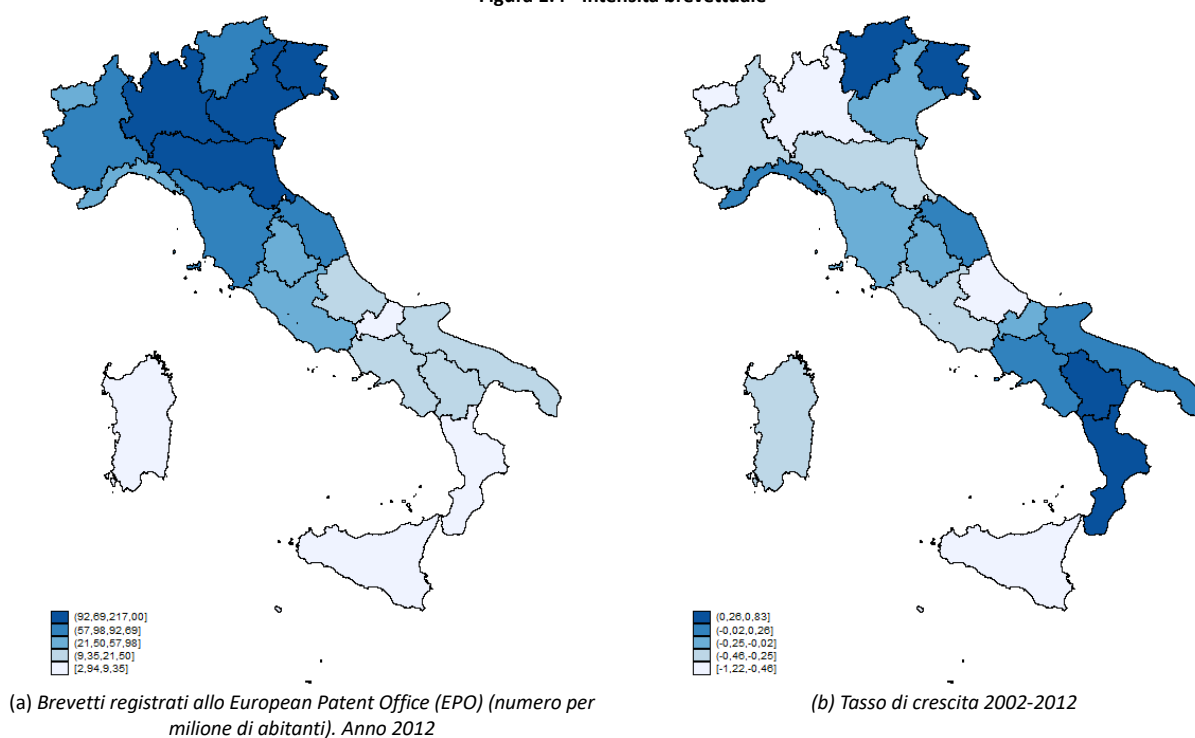 Figura 1.4 - Intensità brevettuale
(92,69,217,00]
(57,98,92,69]
(21,50,57,98]
(9,35,21,50]
[2,94,9,35]
(0,26,0,83]
(-0,02,0,26]
(-0,25,-0,02]
(-0,46,-0,25]
[-1,22,-0,46]
(a) Brevetti registrati allo European Patent Office (EPO) (numero per
milione di abitanti). Anno 2012
(b) Tasso di crescita 2002-2012